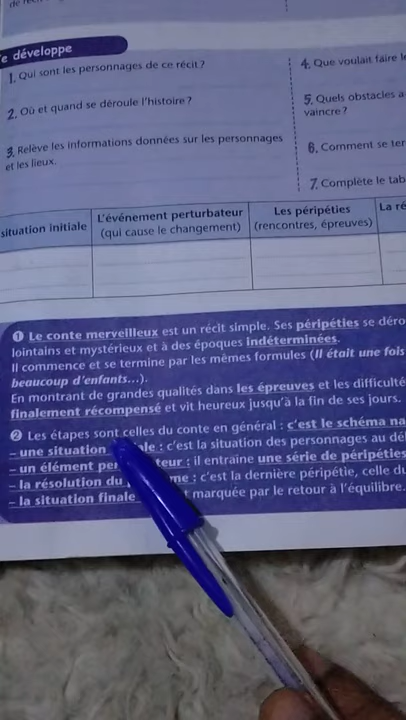 e développe
1. Qui sont les personnages de ce récit ?
2. Où et quand se déroule l'histoire ?
3. Relève les informations données sur les personnages
et les lieux.
4. Que voulait faire
5. Quels obstacles a
vaincre ?
6. Comment se ter
7. Complète le tab
situation initiale
L'événement perturbateur
(qui cause le changement)
Les péripéties
(rencontres, épreuves)
La ré
1 Le conte merveilleux est un récit simple. Ses péripéties se déro
lointains et mystérieux et à des époques indéterminées.
Il commence et se termine par les mêmes formules (Il était une fois
beaucoup d'enfants...).
En montrant de grandes qualités dans les épreuves et les difficulté
finalement récompensé et vit heureux jusqu'à la fin de ses jours.
2 Les étapes sont celles du conte en général : c'est le schéma na
– une situation ale : c'est la situation des personnages au dé
– un élément per teur : il entraîne une série de péripéties
– la résolution du me : c'est la dernière péripétie, celle du
– la situation finale t marquée par le retour à l'équilibre.